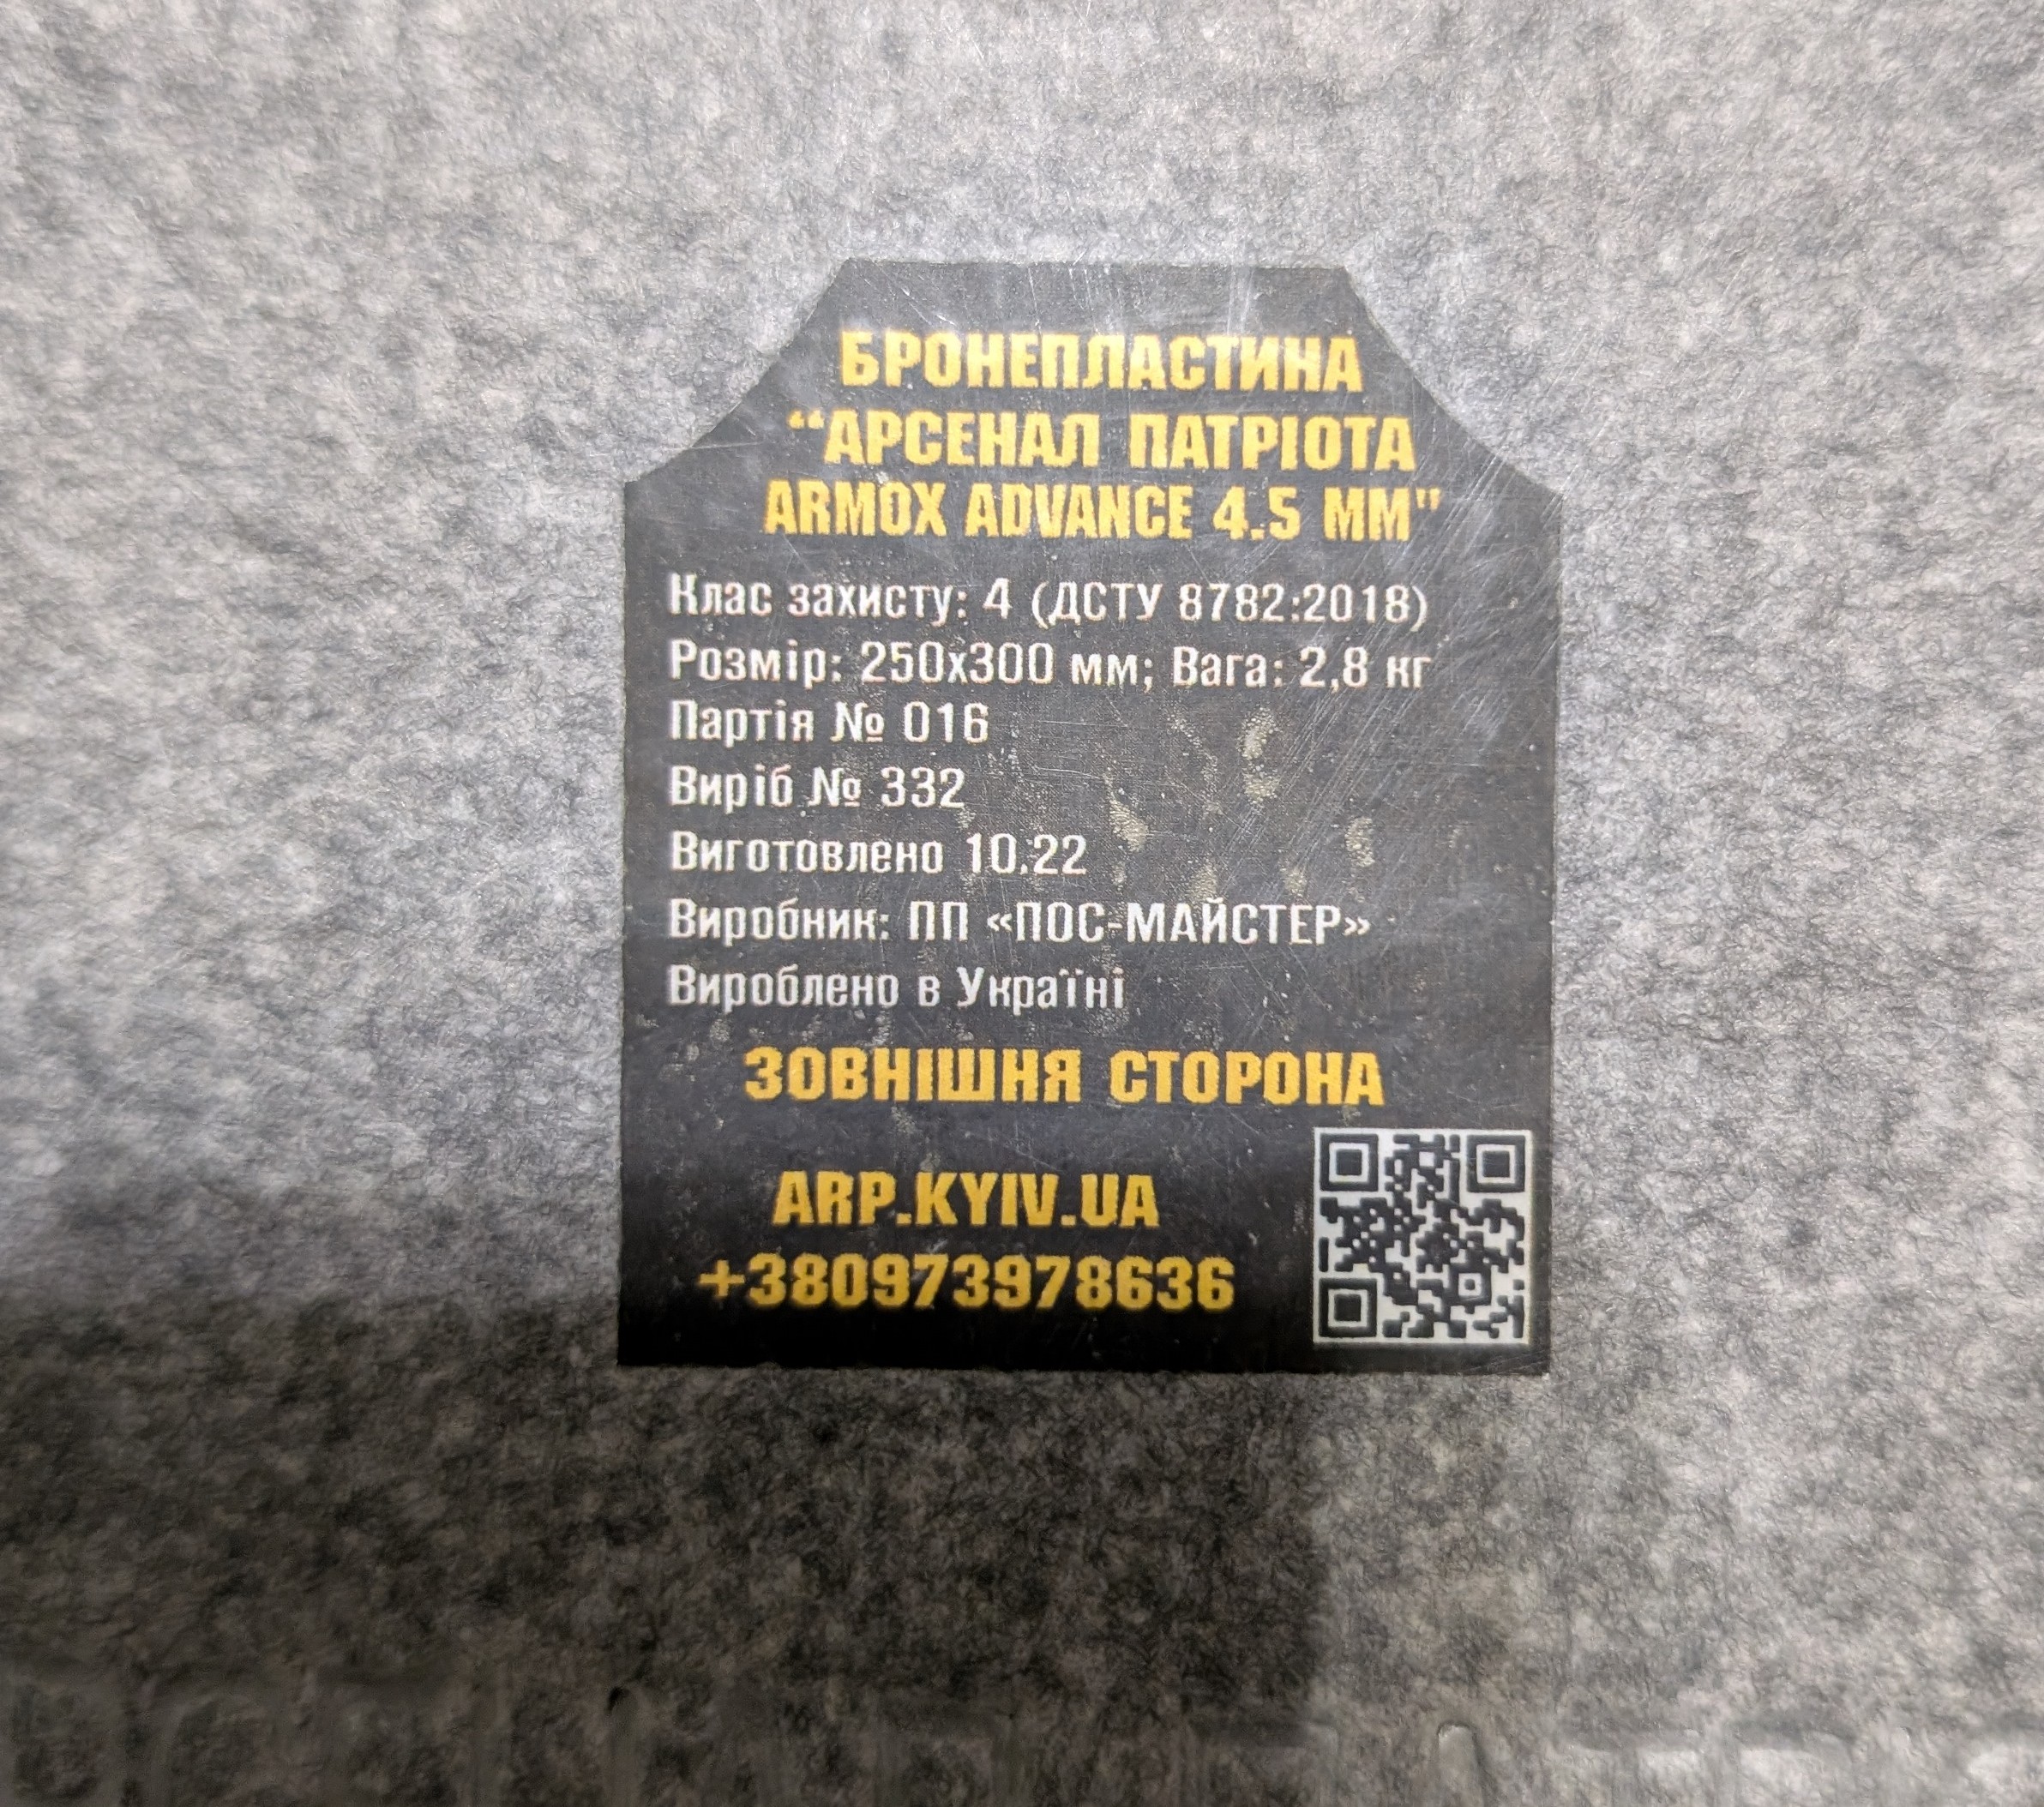 БРОНЕПЛАСТИНА
“АРСЕНАЛ ПАТРІОТА
ARMOX ADVANCE 4.5 ММ"
Клас захисту: 4 (ДСТУ 8782:2018)
Розмір: 250х300 мм; Вага: 2,8 кг
Партія № 016
Виріб № 332
Виготовлено 10.22
Виробник: ПП «ПОС-МАЙСТЕР»
Вироблено в Україні
ЗОВНІШНЯ СТОРОНА
ARP.KYIV.UA
+380973978636